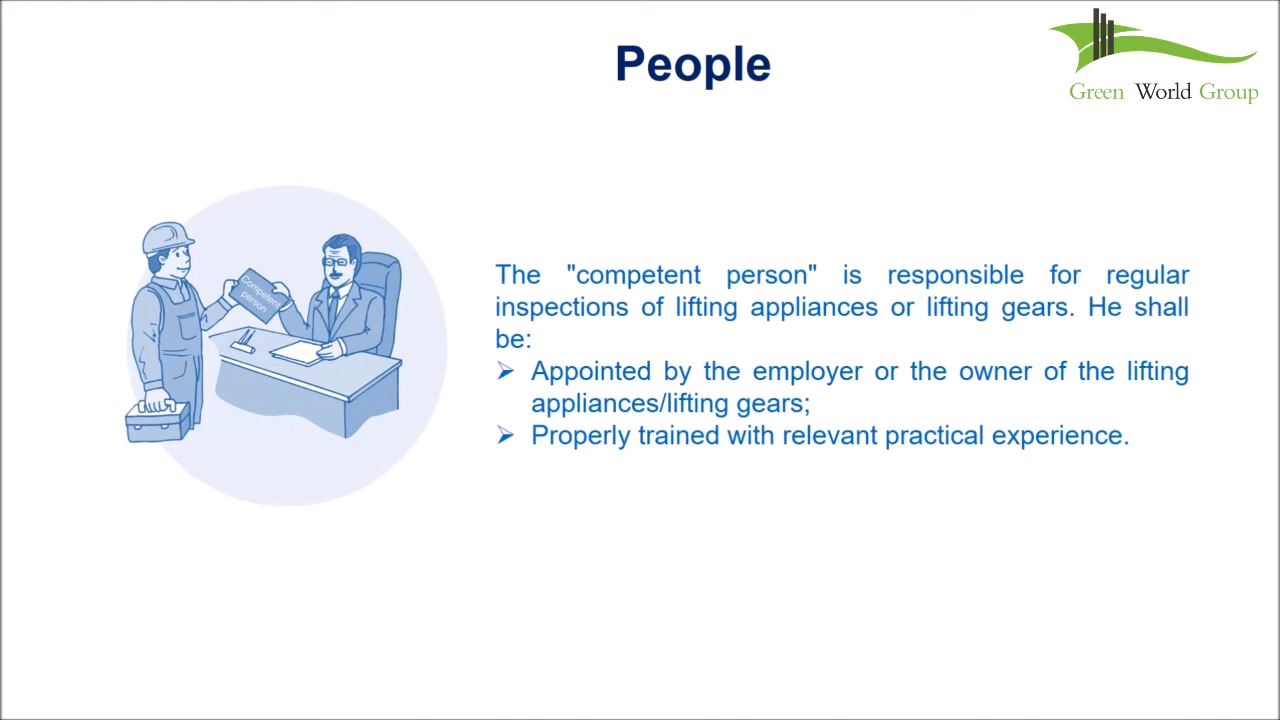 People
Green World Group
Competent
person
The "competent person" is responsible for regular
inspections of lifting appliances or lifting gears. He shall
be:
➢ Appointed by the employer or the owner of the lifting
appliances/lifting gears;
➢ Properly trained with relevant practical experience.